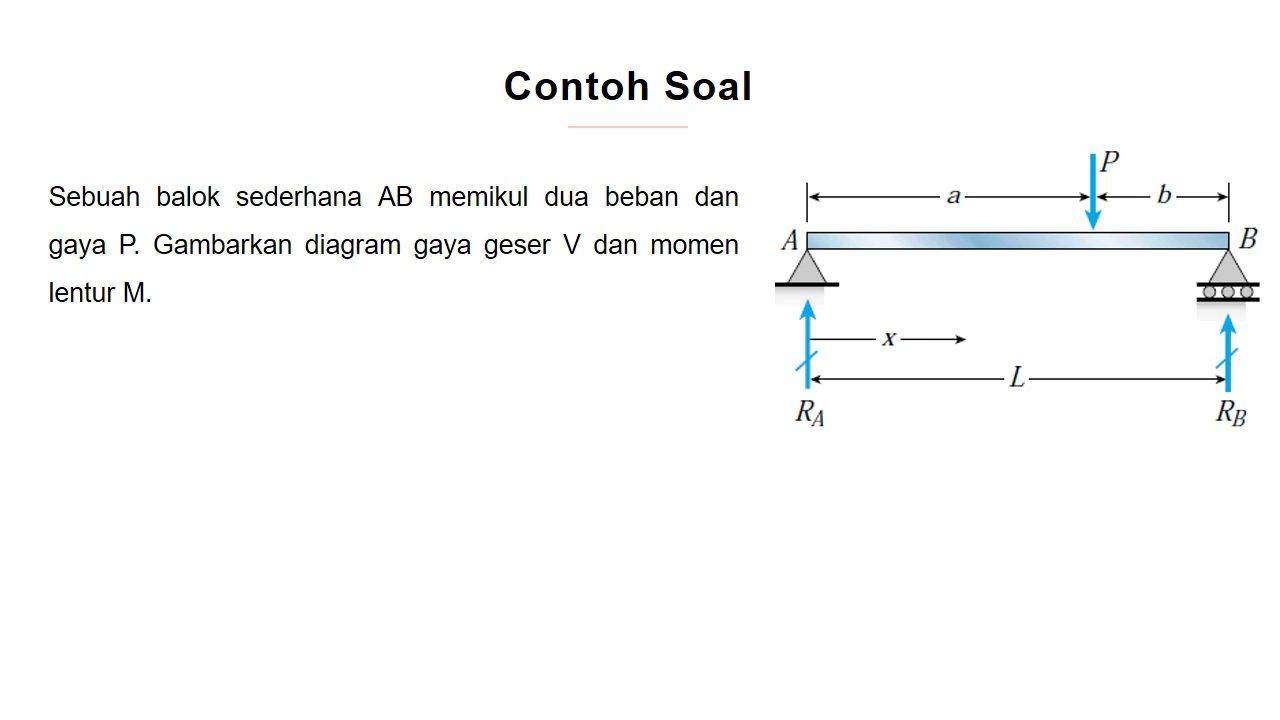 Contoh Soal
Sebuah balok sederhana AB memikul dua beban dan
gaya P. Gambarkan diagram gaya geser V dan momen
lentur M.
P
a
b
A
B
x
L
R_A
R_B